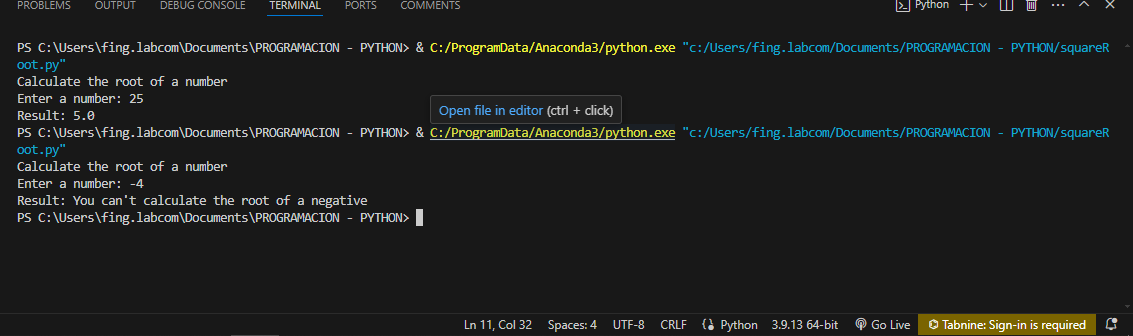 PROBLEMS OUTPUT DEBUG CONSOLE TERMINAL PORTS COMMENTS Python
PS C:\Users\fing.labcom\Documents\PROGRAMACION - PYTHON> & C:/ProgramData/Anaconda3/python.exe "c:/Users/fing.labcom/Documents/PROGRAMACION - PYTHON/squareR
oot.py"
Calculate the root of a number
Enter a number: 25
Result: 5.0
Open file in editor (ctrl + click)
PS C:\Users\fing.labcom\Documents\PROGRAMACION - PYTHON> & C:/ProgramData/Anaconda3/python.exe "c:/Users/fing.labcom/Documents/PROGRAMACION - PYTHON/squareR
oot.py"
Calculate the root of a number
Enter a number: -4
Result: You can't calculate the root of a negative
PS C:\Users\fing.labcom\Documents\PROGRAMACION - PYTHON>
Ln 11, Col 32 Spaces: 4 UTF-8 CRLF Python 3.9.13 64-bit Go Live Tabnine: Sign-in is required